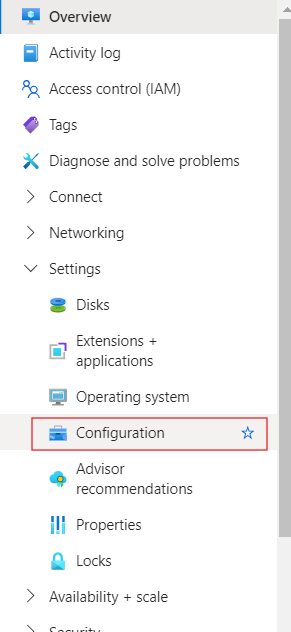 Overview
Activity log
Access control (IAM)
Tags
Diagnose and solve problems
Connect
Networking
Settings
Disks
Extensions +
applications
Operating system
Configuration
Advisor
recommendations
Properties
Locks
Availability + scale
Security